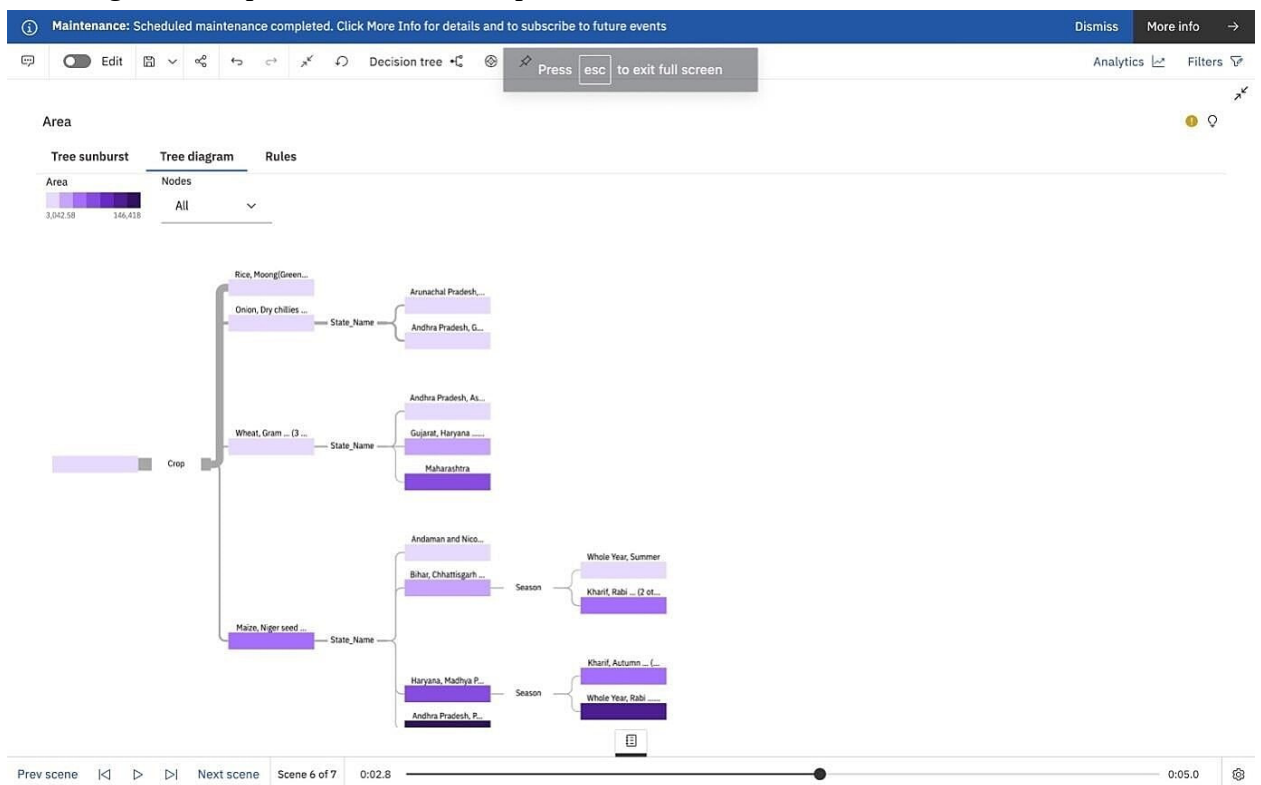 Maintenance: Scheduled maintenance completed. Click More Info for details and to subscribe to future events
Dismiss
More info
Edit
Decision tree
Press esc to exit full screen
Analytics
Filters
Area
Tree sunburst
Tree diagram
Rules
Area
3,042.58
146,418
Nodes
All
Crop
Rice, Moong(Green...
Onion, Dry chillies ...
State_Name
Arunachal Pradesh,...
Andhra Pradesh, G...
Wheat, Gram ... (3 ...
State_Name
Andhra Pradesh, As...
Gujarat, Haryana ......
Maharashtra
Maize, Niger seed ...
State_Name
Andaman and Nico...
Bihar, Chhattisgarh ...
Season
Whole Year, Summer
Kharif, Rabi ... (2 ot...
Haryana, Madhya P...
Season
Kharif, Autumn ... (...
Whole Year, Rabi ......
Andhra Pradesh, P...
Prev scene
Next scene
Scene 6 of 7
0:02.8
0:05.0